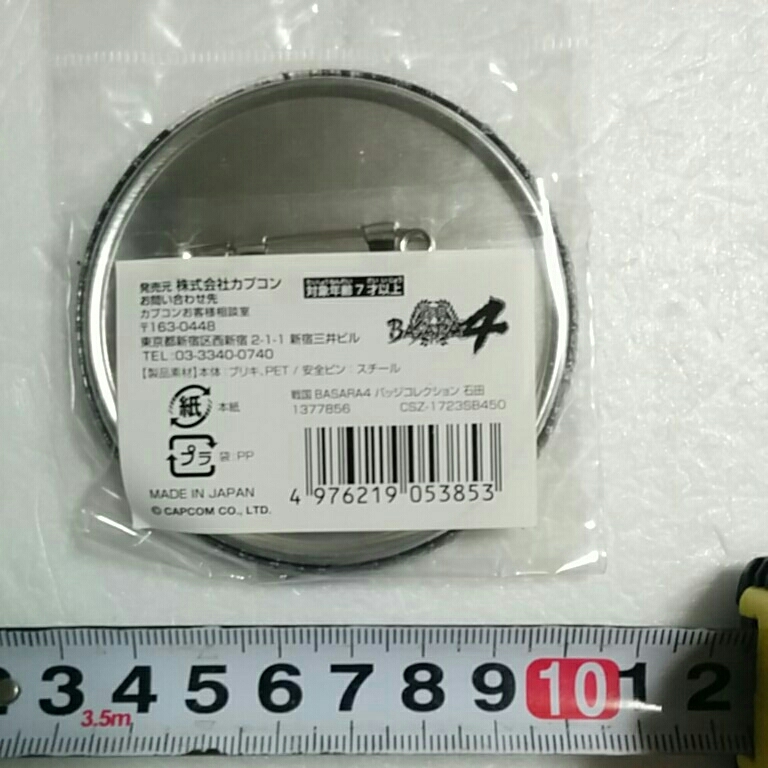 発売元 株式会社カプコン
お問い合わせ先
カプコンお客様相談室
〒163-0448
東京都新宿区西新宿 2-1-1 新宿三井ビル
TEL:03-3340-0740
対象年齢7才以上
BASARA4
【製品素材】本体：ブリキ、PET / 安全ピン：スチール
紙 本紙
プラ 袋:PP
戦国 BASARA4 バッジコレクション 石田
1377856 CSZ-1723SB450
4 976219 053853
MADE IN JAPAN
© CAPCOM CO., LTD.
3 4 5 6 7 8 9 10 1 2
3.5m